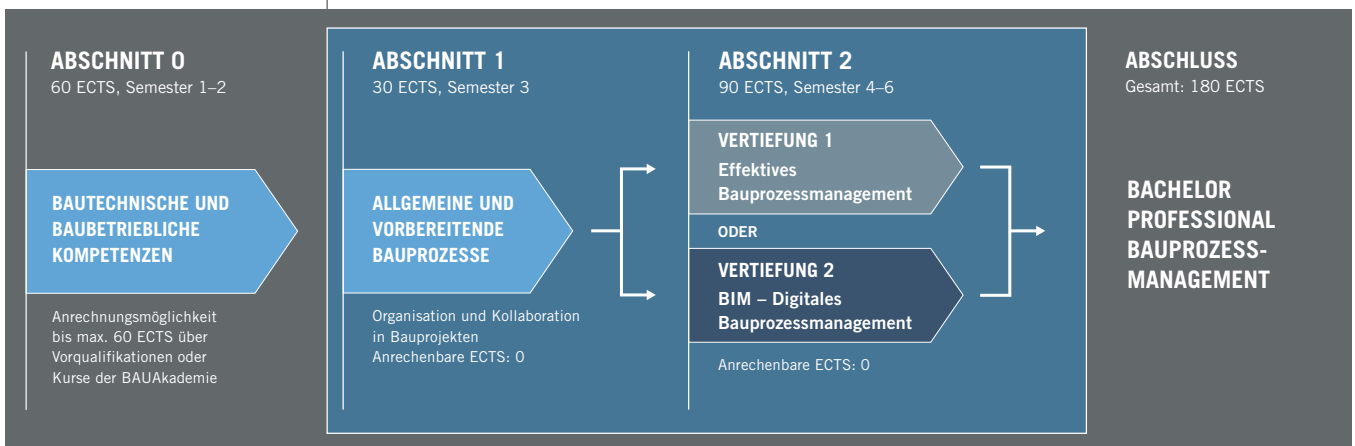 ABSCHNITT 0
60 ECTS, Semester 1–2
BAUTECHNISCHE UND
BAUBETRIEBLICHE
KOMPETENZEN
Anrechnungsmöglichkeit
bis max. 60 ECTS über
Vorqualifikationen oder
Kurse der BAUAkademie
ABSCHNITT 1
30 ECTS, Semester 3
ALLGEMEINE UND
VORBEREITENDE
BAUPROZESSE
Organisation und Kollaboration
in Bauprojekten
Anrechenbare ECTS: 0
ABSCHNITT 2
90 ECTS, Semester 4–6
VERTIEFUNG 1
Effektives
Bauprozessmanagement
ODER
VERTIEFUNG 2
BIM – Digitales
Bauprozessmanagement
Anrechenbare ECTS: 0
ABSCHLUSS
Gesamt: 180 ECTS
BACHELOR
PROFESSIONAL
BAUPROZESS-
MANAGEMENT